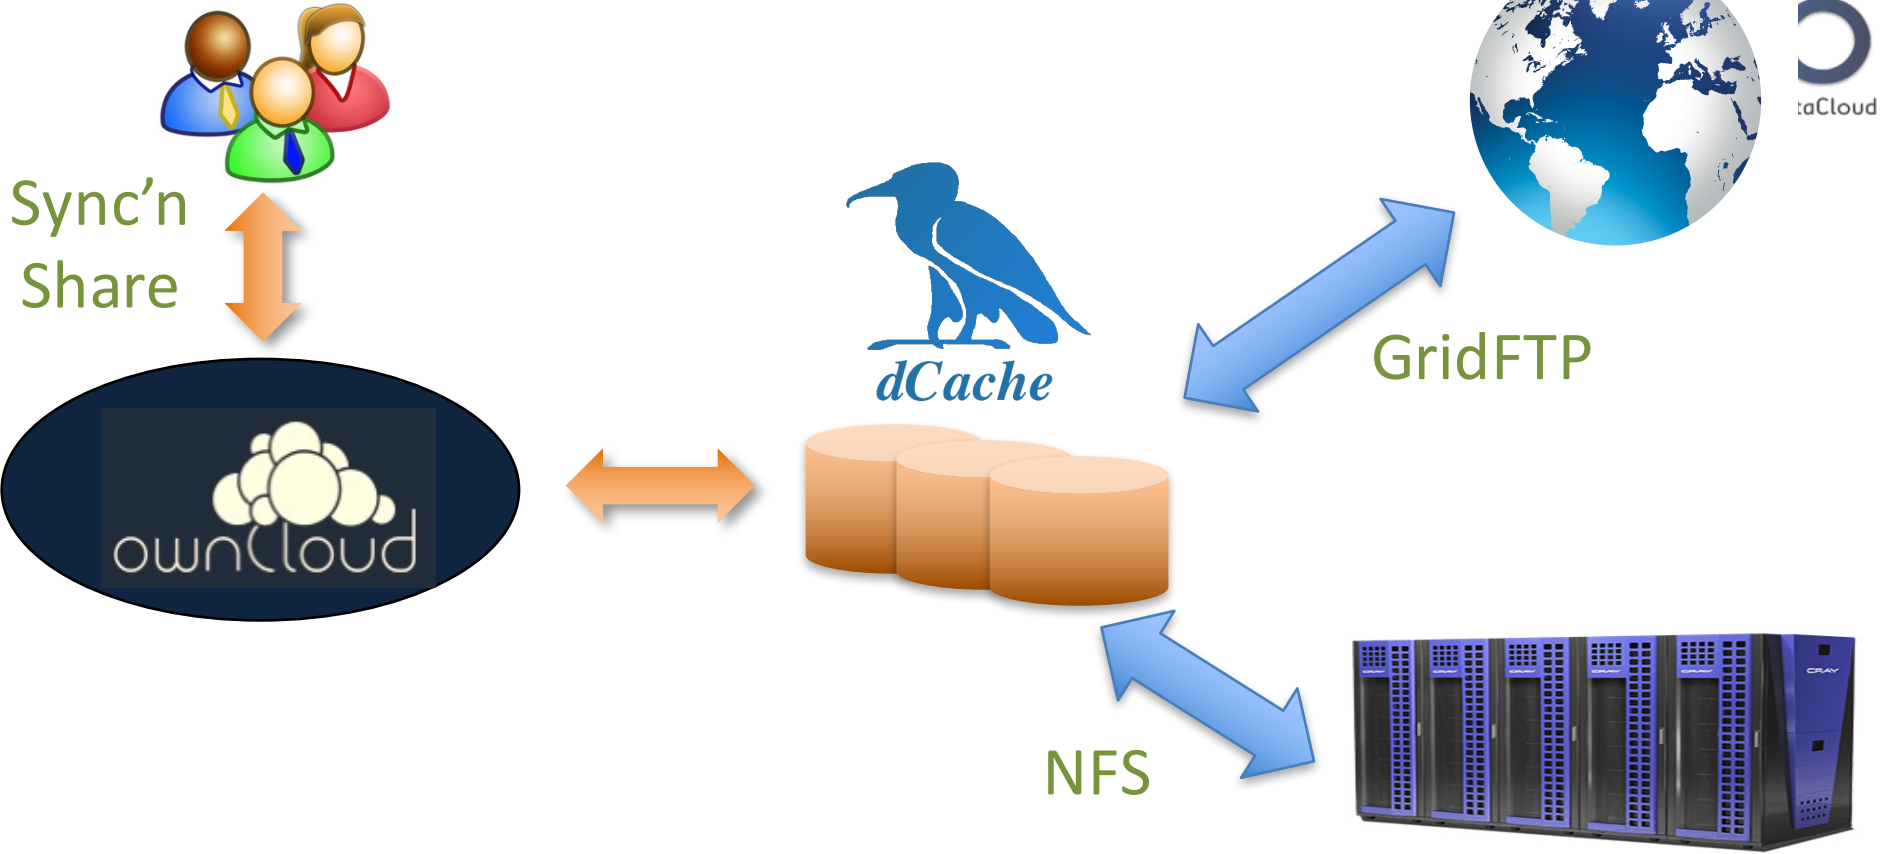 Sync’n
Share
taCloud
dCache
GridFTP
ownCloud
NFS
CRAY